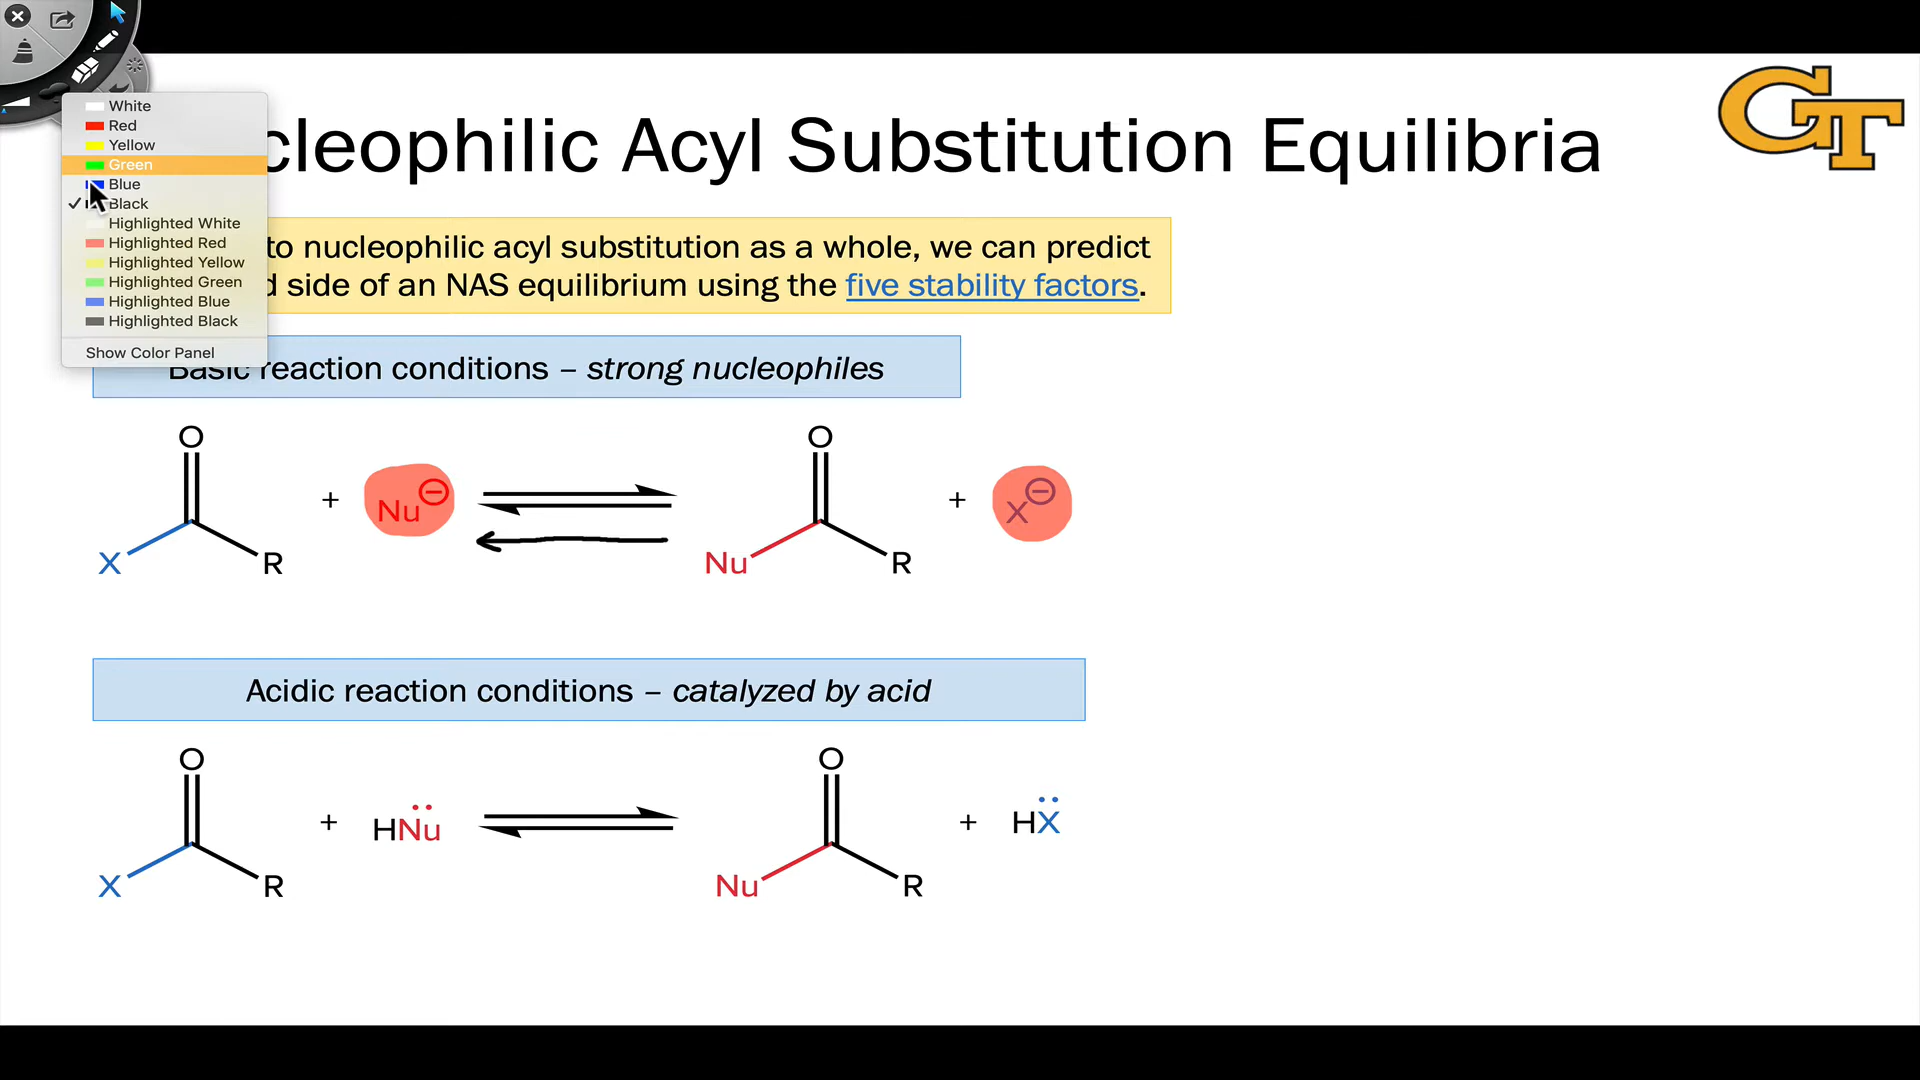 White
Red
Yellow
Green
Blue
Black
Highlighted White
Highlighted Red
Highlighted Yellow
Highlighted Green
Highlighted Blue
Highlighted Black
Show Color Panel
cleophilic Acyl Substitution Equilibria
GT
to nucleophilic acyl substitution as a whole, we can predict
side of an NAS equilibrium using the five stability factors.
Basic reaction conditions – strong nucleophiles
O
X
R
+
Nu⊖
O
Nu
R
+
X⊖
Acidic reaction conditions – catalyzed by acid
O
X
R
+
HNu
O
Nu
R
+
HX